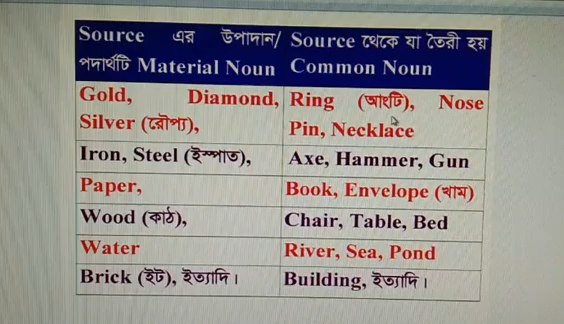 Source এর উপাদান/
পদার্থটি Material Noun
Source থেকে যা তৈরী হয়
Common Noun
Gold, Diamond,
Silver (রৌপ্য),
Ring (আংটি), Nose
Pin, Necklace
Iron, Steel (ইস্পাত),
Axe, Hammer, Gun
Paper,
Book, Envelope (খাম)
Wood (কাঠ),
Chair, Table, Bed
Water
River, Sea, Pond
Brick (ইট), ইত্যাদি।
Building, ইত্যাদি।